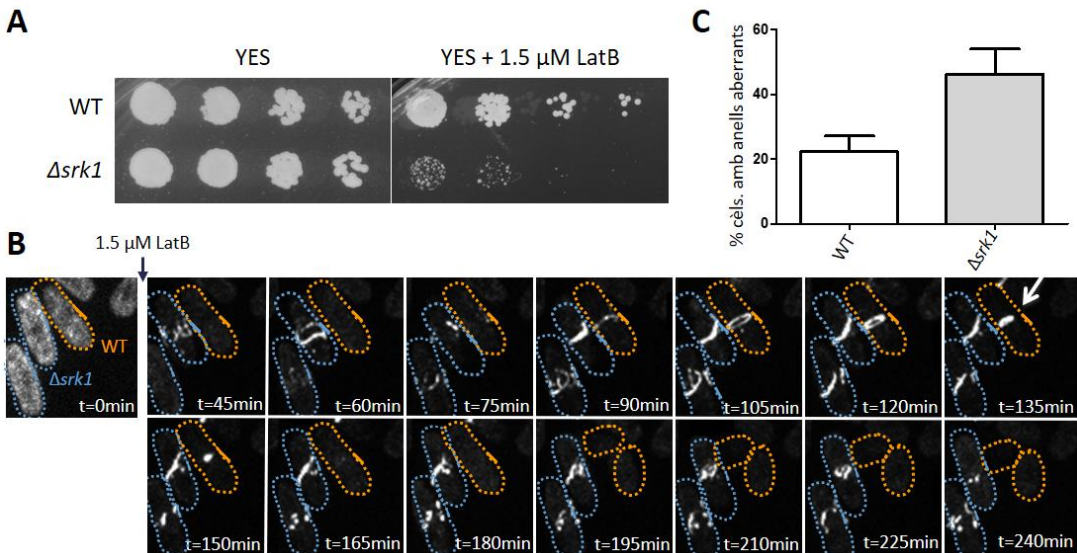 A
YES
YES + 1.5 µM LatB
WT
Δsrk1
C
% cèls. amb anells aberrants
60
40
20
0
WT
Δsrk1
B
1.5 µM LatB
WT
Δsrk1
t=0min
t=45min
t=60min
t=75min
t=90min
t=105min
t=120min
t=135min
t=150min
t=165min
t=180min
t=195min
t=210min
t=225min
t=240min